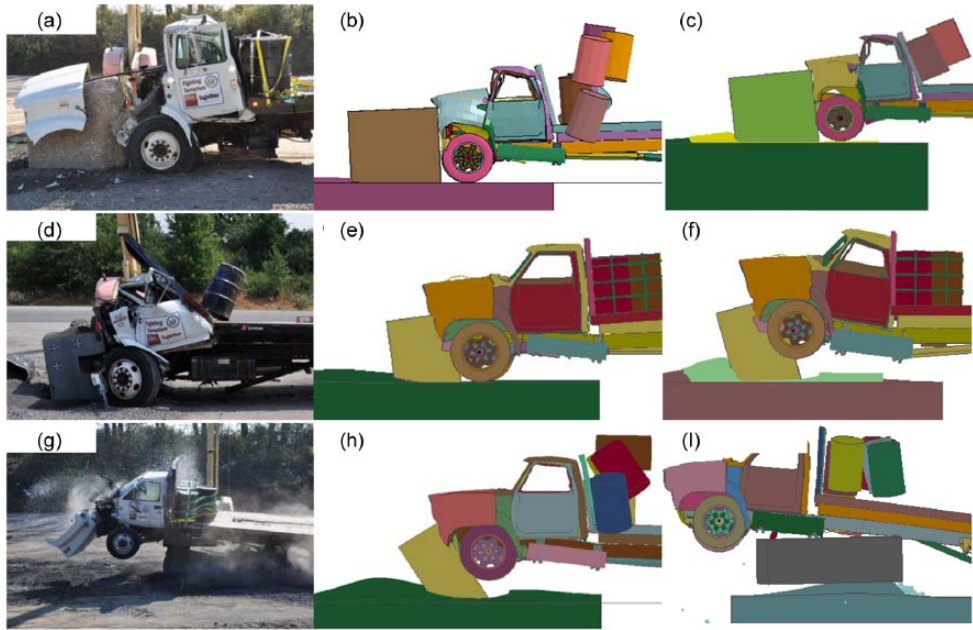 (a)
(b)
(c)
Fighting
Terrorism
Together
(d)
(e)
(f)
Fighting
Terrorism
Together
(g)
(h)
(I)